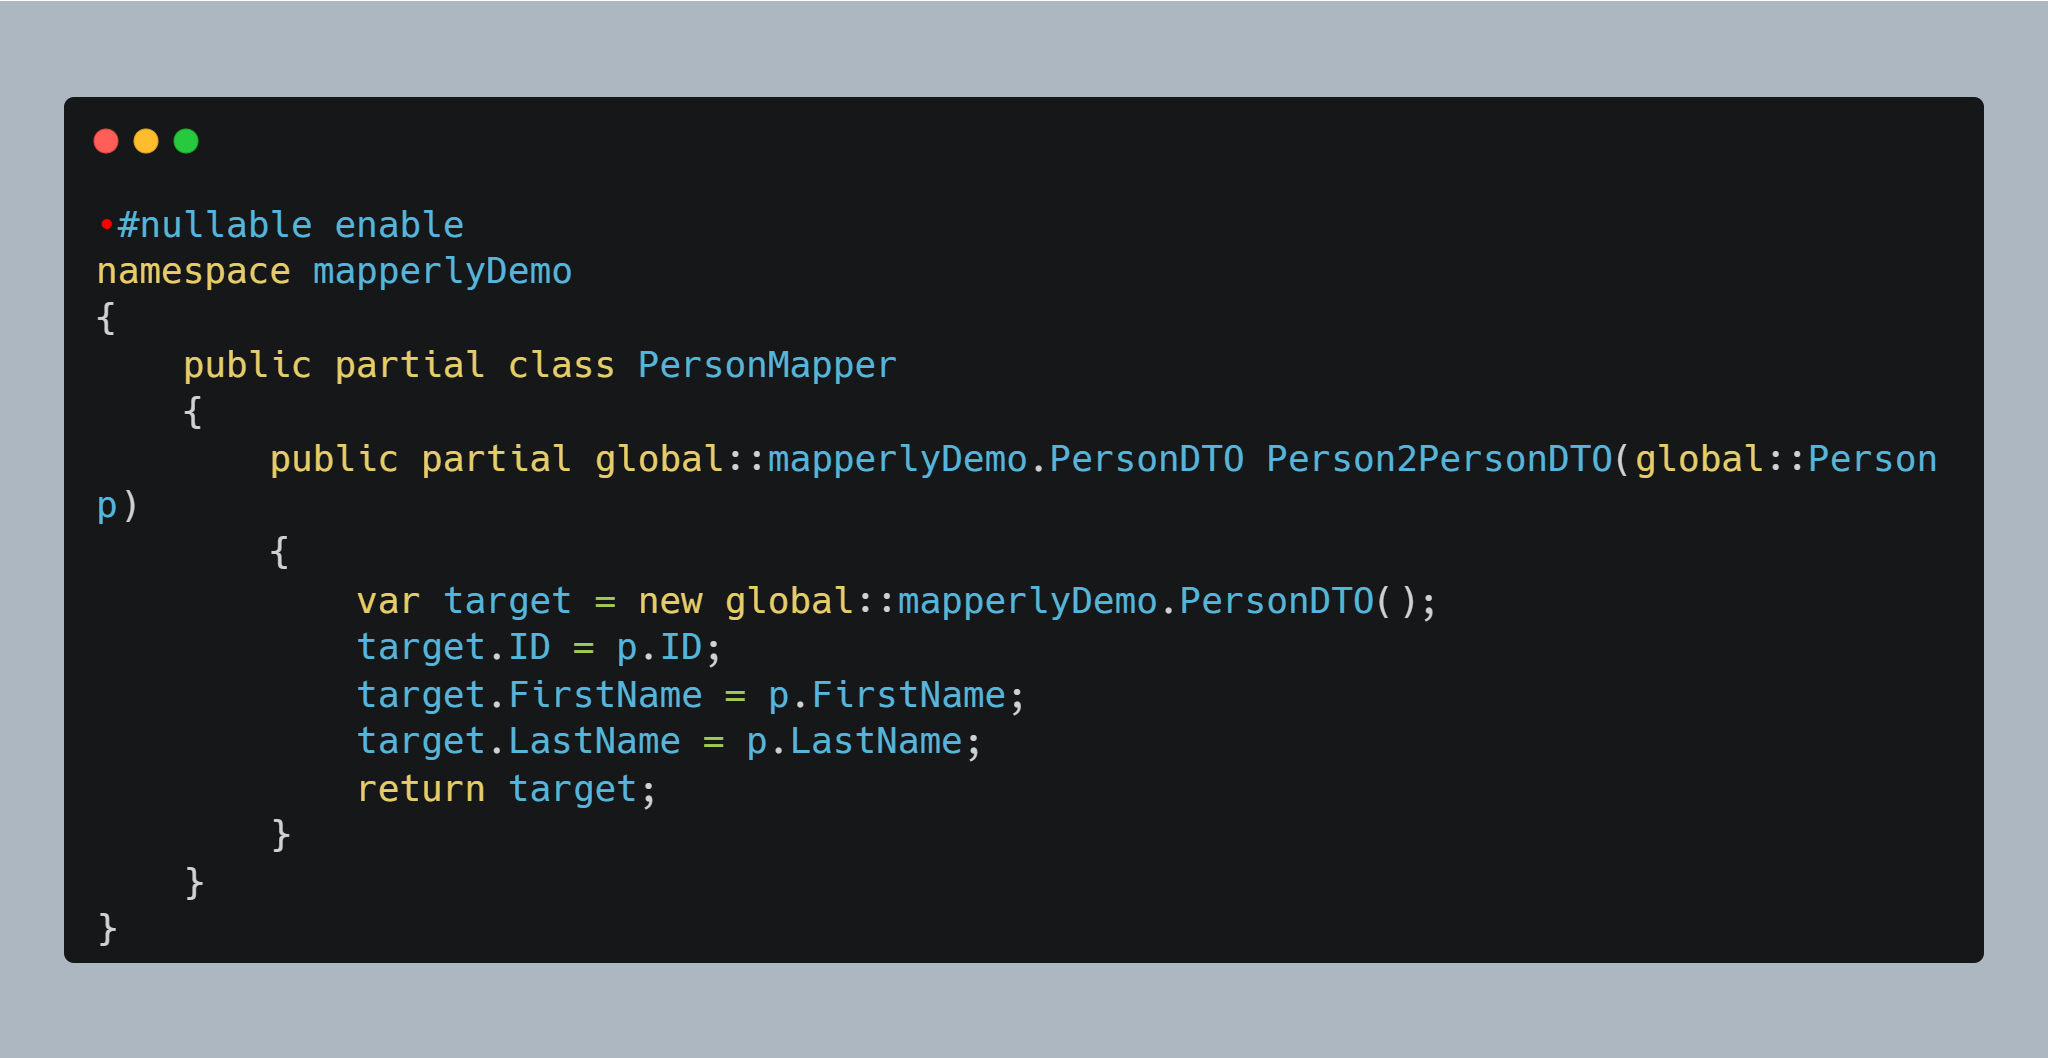 •#nullable enable
namespace mapperlyDemo
{
    public partial class PersonMapper
    {
        public partial global::mapperlyDemo.PersonDTO Person2PersonDTO(global::Person
p)
        {
            var target = new global::mapperlyDemo.PersonDTO();
            target.ID = p.ID;
            target.FirstName = p.FirstName;
            target.LastName = p.LastName;
            return target;
        }
    }
}